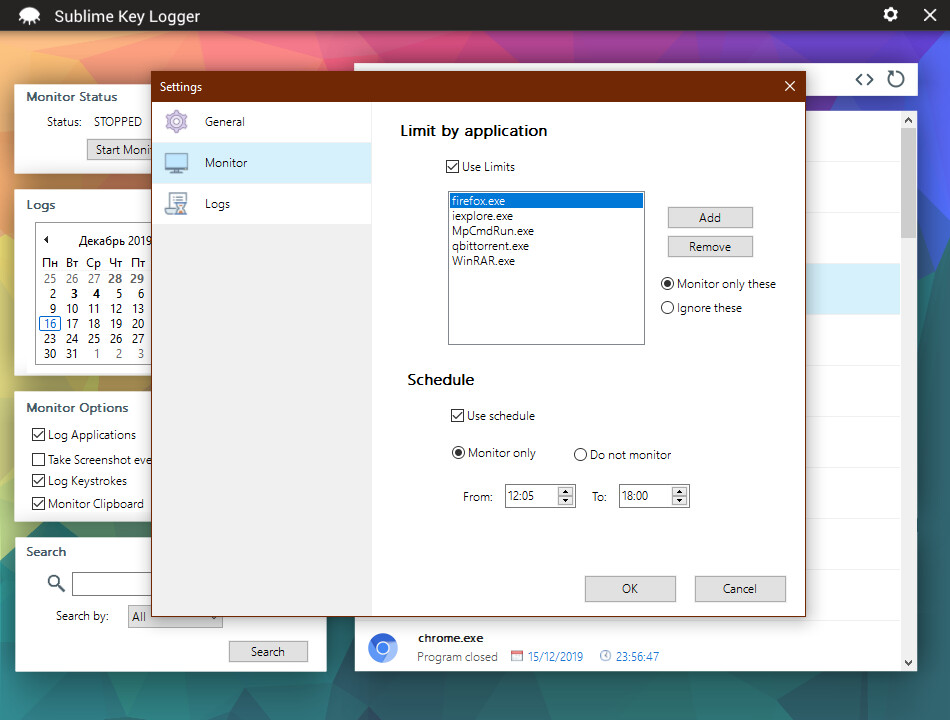 Sublime Key Logger
Monitor Status
Status: STOPPED
Start Moni
Logs
Декабрь 2019
Пн Вт Ср Чт Пт
25 26 27 28 29
2 3 4 5 6
9 10 11 12 13
16 17 18 19 20
23 24 25 26 27
30 31 1 2 3
Monitor Options
Log Applications
Take Screenshot eve
Log Keystrokes
Monitor Clipboard
Search
Search by: All
Search
Settings
General
Monitor
Logs
Limit by application
Use Limits
firefox.exe
iexplore.exe
MpCmdRun.exe
qbittorrent.exe
WinRAR.exe
Add
Remove
Monitor only these
Ignore these
Schedule
Use schedule
Monitor only Do not monitor
From: 12:05 To: 18:00
OK Cancel
chrome.exe
Program closed 15/12/2019 23:56:47